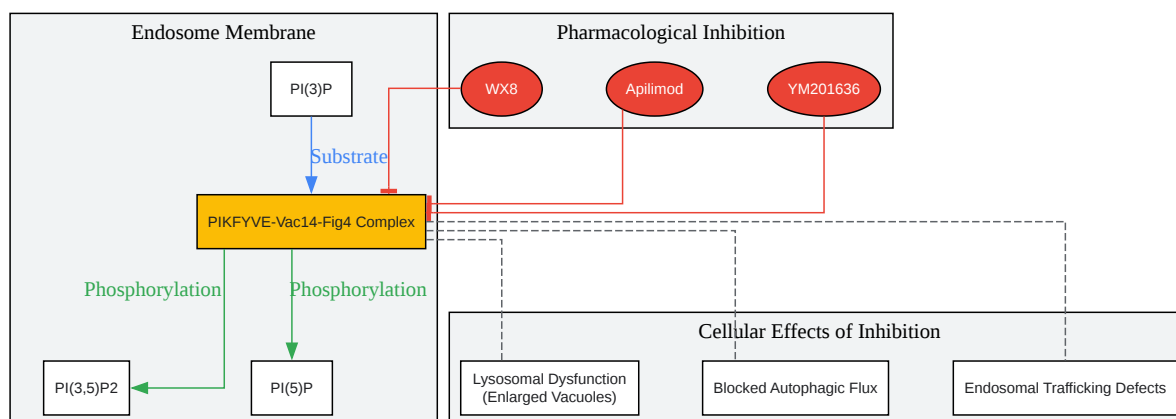 Endosome Membrane
PI(3)P
Substrate
PIKFYVE-Vac14-Fig4 Complex
Phosphorylation
Phosphorylation
PI(3,5)P2
PI(5)P
Pharmacological Inhibition
WX8
Apilimod
YM201636
Cellular Effects of Inhibition
Lysosomal Dysfunction
(Enlarged Vacuoles)
Blocked Autophagic Flux
Endosomal Trafficking Defects